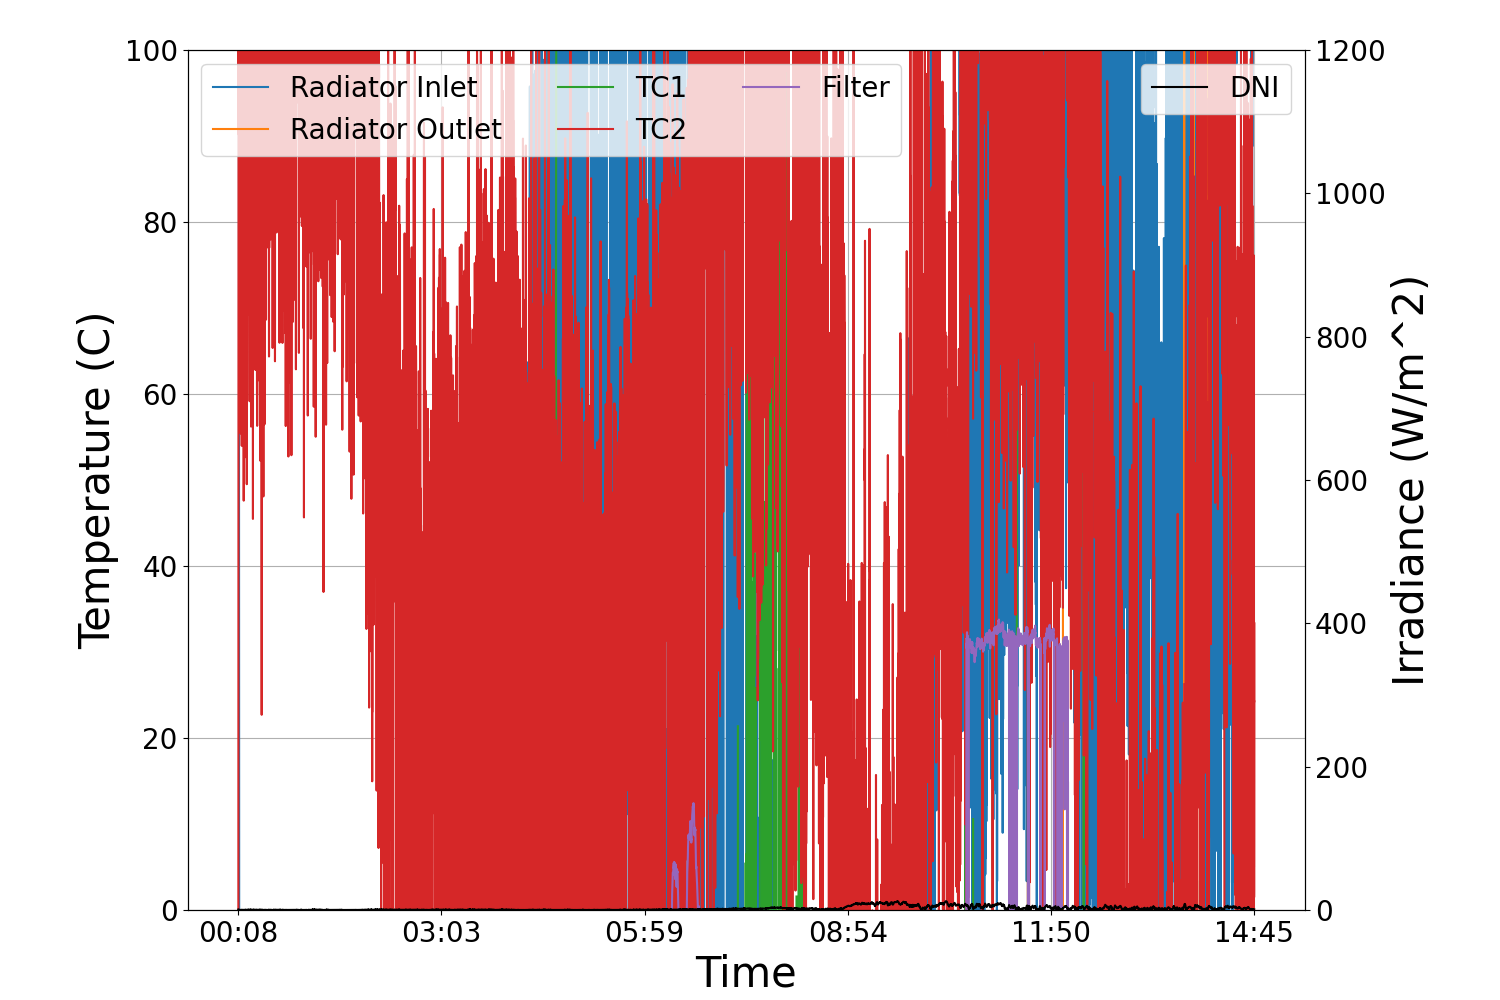 100
80
60
40
20
0
Temperature (C)
Radiator Inlet
Radiator Outlet
TC1
TC2
Filter
DNI
1200
1000
800
600
400
200
0
Irradiance (W/m^2)
00:08
03:03
05:59
08:54
11:50
14:45
Time